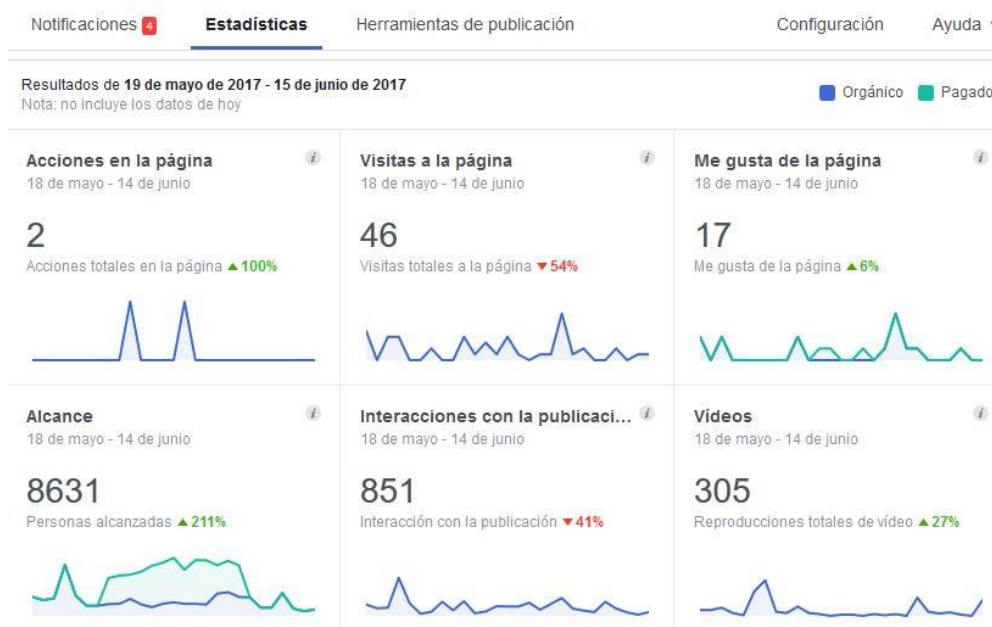 Notificaciones 4 Estadísticas Herramientas de publicación Configuración Ayuda
Resultados de 19 de mayo de 2017 - 15 de junio de 2017
Nota: no incluye los datos de hoy
Orgánico Pagado
Acciones en la página
18 de mayo - 14 de junio
2
Acciones totales en la página ▲100%
Visitas a la página
18 de mayo - 14 de junio
46
Visitas totales a la página ▼54%
Me gusta de la página
18 de mayo - 14 de junio
17
Me gusta de la página ▲6%
Alcance
18 de mayo - 14 de junio
8631
Personas alcanzadas ▲211%
Interacciones con la publicaci...
18 de mayo - 14 de junio
851
Interacción con la publicación ▼41%
Vídeos
18 de mayo - 14 de junio
305
Reproducciones totales de vídeo ▲27%